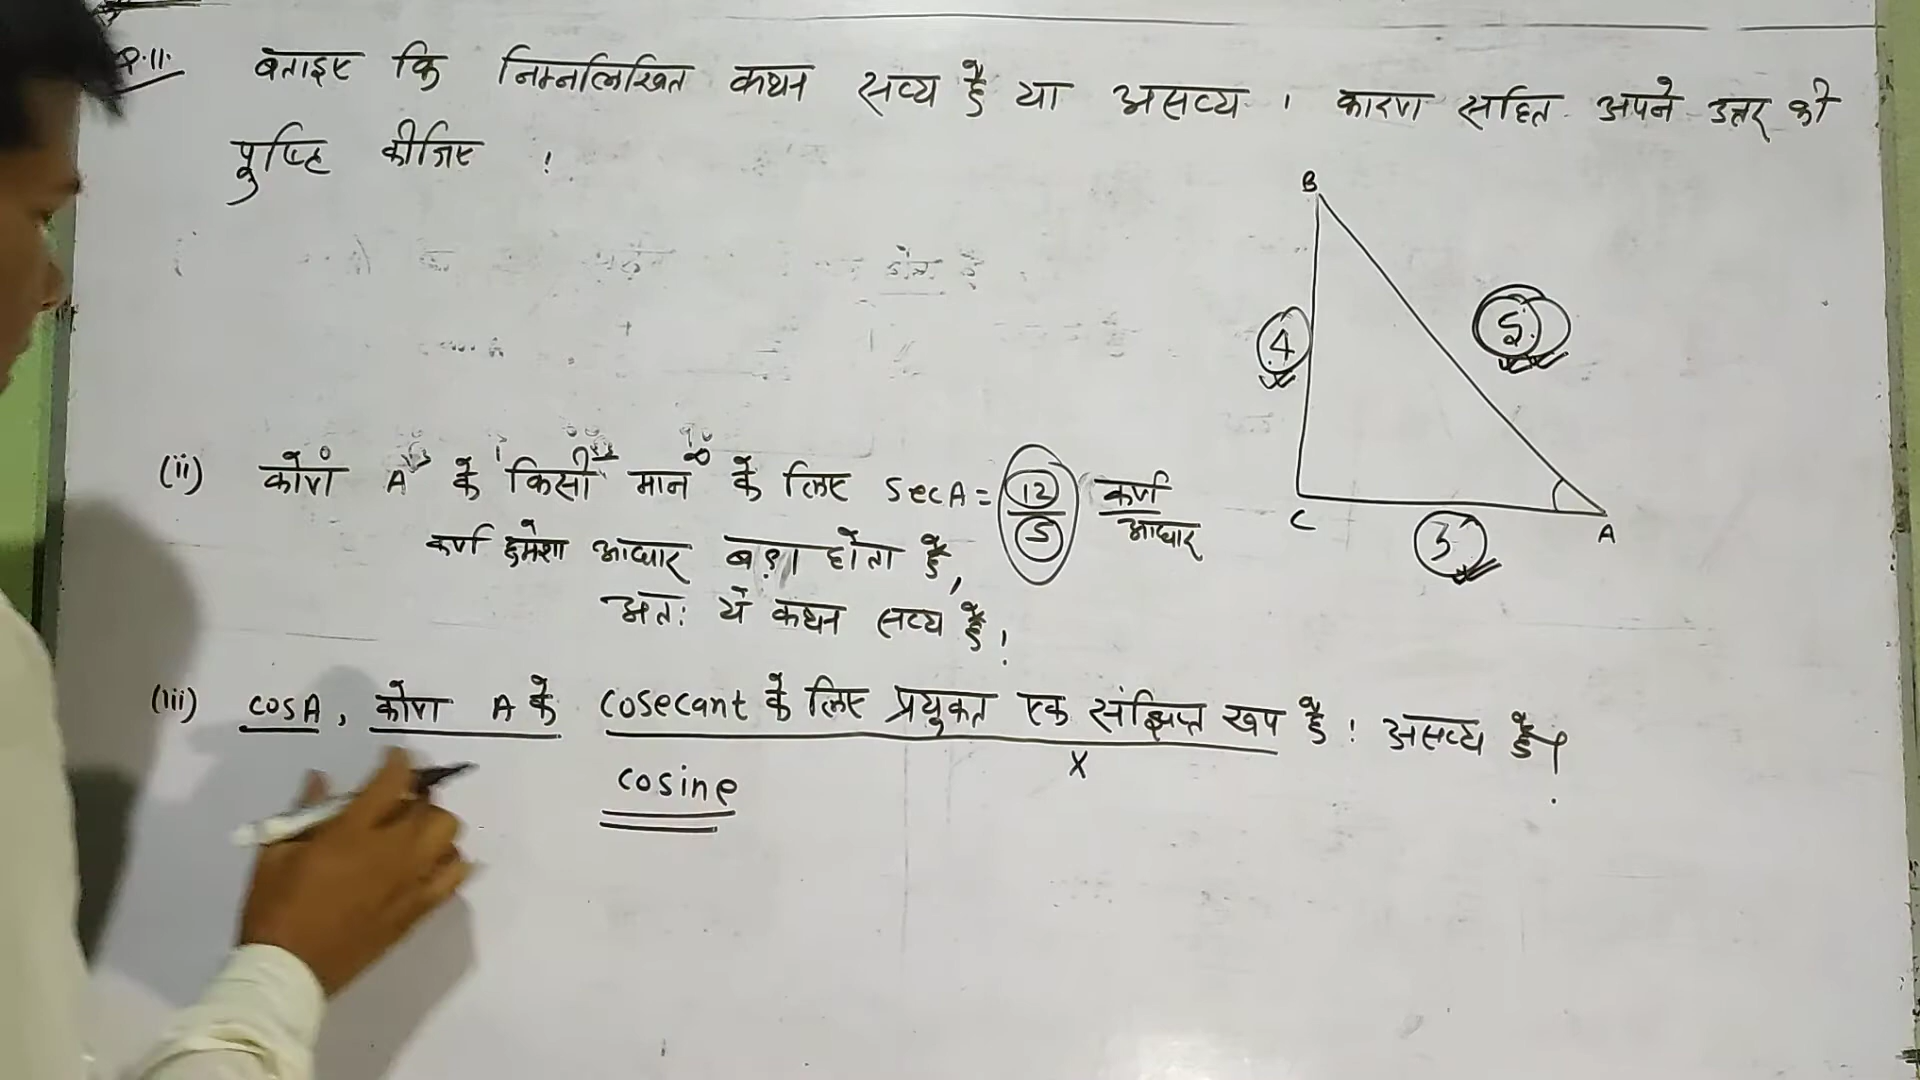 Q.11. बताइए कि निम्नलिखित कथन सत्य है या असत्य । कारण सहित अपने उत्तर की
पुष्टि कीजिए !
B
4
5
C
3
A
(ii) कोण A के किसी मान के लिए sec A = 12/5 कर्ण/आधार
कर्ण हमेशा आधार बड़ा होता है,
अतः ये कथन सत्य है !
(iii) cosA, कोण A के cosecant के लिए प्रयुक्त एक संक्षिप्त रूप है ! असत्य है
cosine
X